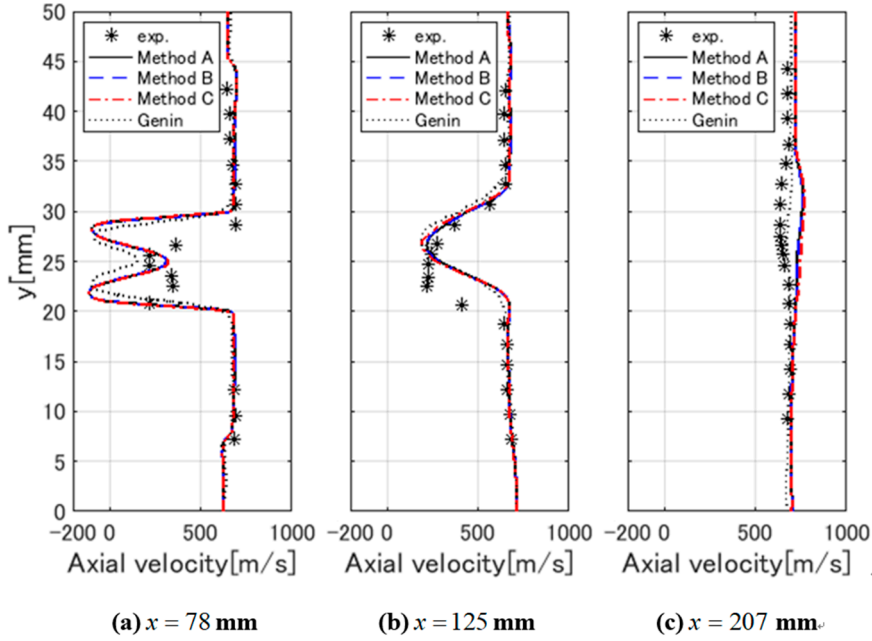 exp.
Method A
Method B
Method C
Genin
exp.
Method A
Method B
Method C
Genin
exp.
Method A
Method B
Method C
Genin
y[mm]
50
45
40
35
30
25
20
15
10
5
0
-200 0 500 1000
-200 0 500 1000
-200 0 500 1000
Axial velocity[m/s]
Axial velocity[m/s]
Axial velocity[m/s]
(a) x = 78 mm
(b) x = 125 mm
(c) x = 207 mm